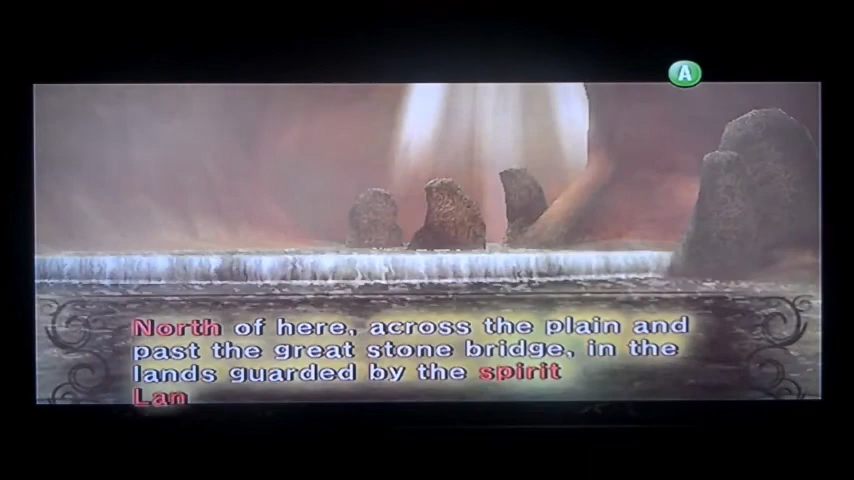 A
North of here, across the plain and
past the great stone bridge, in the
lands guarded by the spirit
Lan